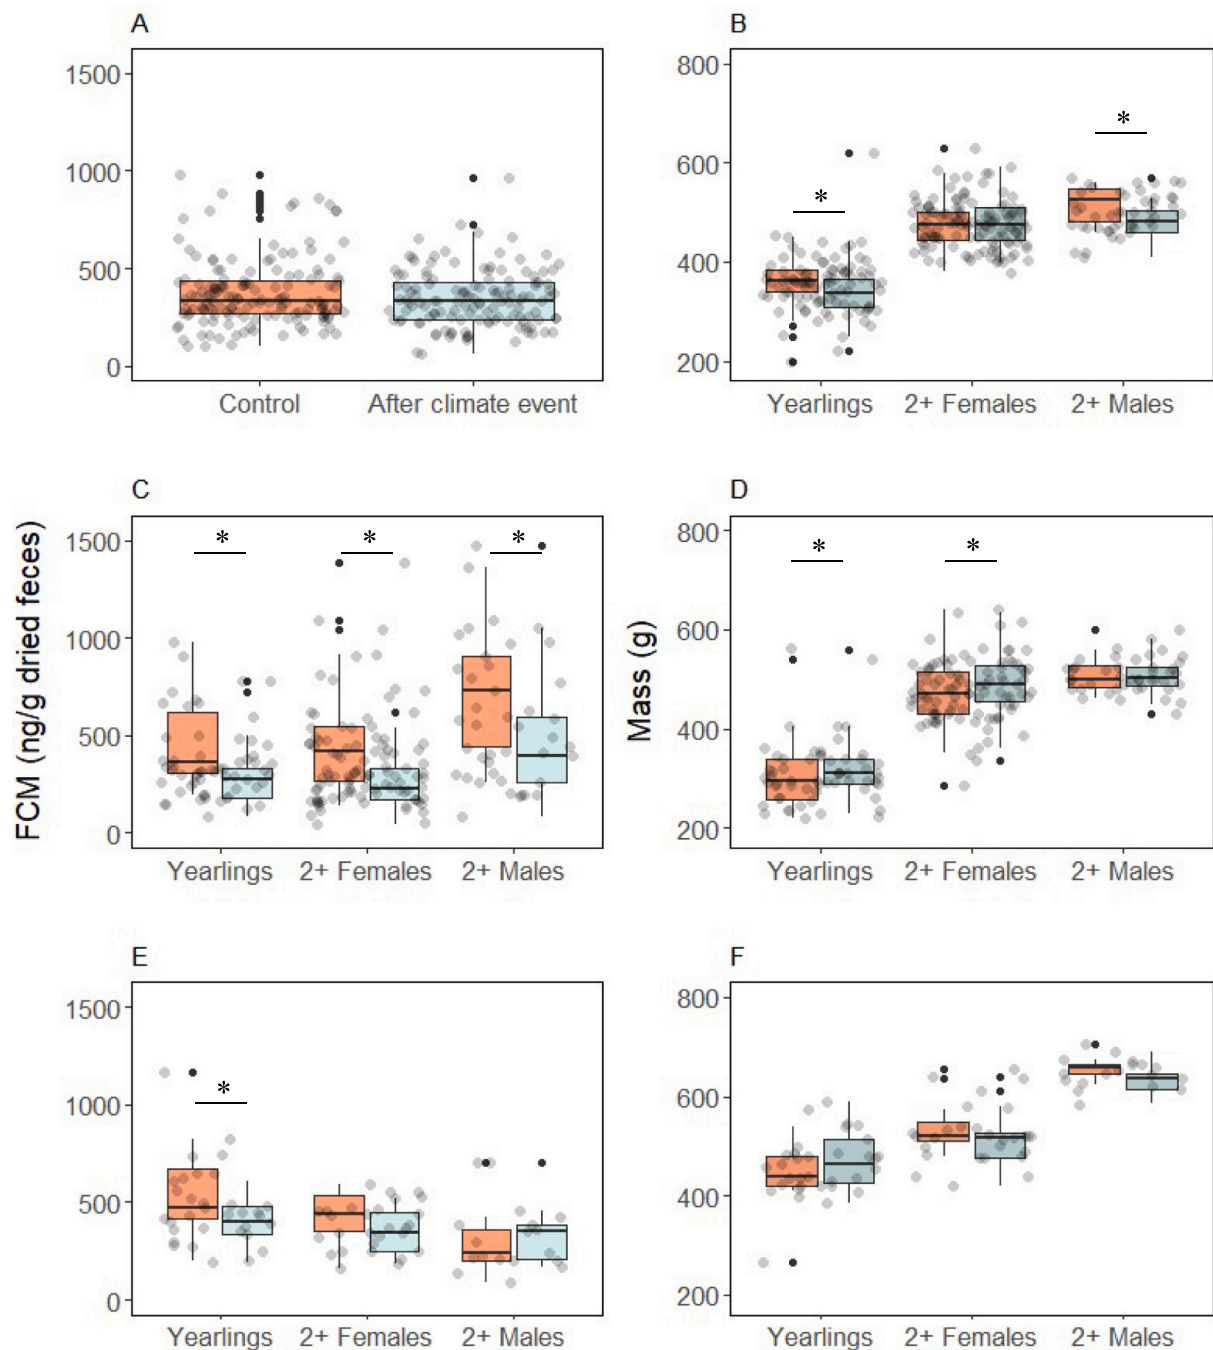 A
1500
1000
500
0
Control After climate event
B
800
600
400
200
*
*
Yearlings 2+ Females 2+ Males
C
FCM (ng/g dried feces)
1500
1000
500
0
* * *
Yearlings 2+ Females 2+ Males
D
Mass (g)
800
600
400
200
* *
Yearlings 2+ Females 2+ Males
E
1500
1000
500
0
*
Yearlings 2+ Females 2+ Males
F
800
600
400
200
Yearlings 2+ Females 2+ Males